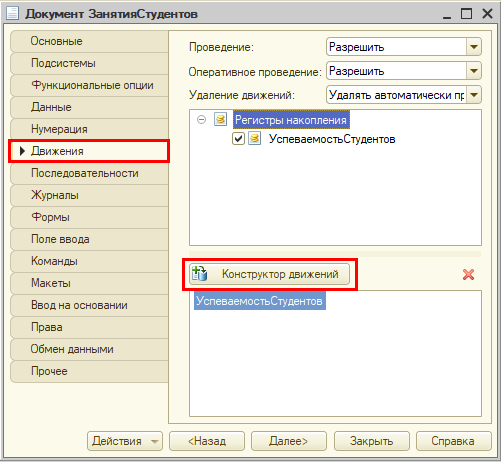 Документ ЗанятияСтудентов
Основные
Подсистемы
Функциональные опции
Данные
Нумерация
Движения
Последовательности
Журналы
Формы
Поле ввода
Команды
Макеты
Ввод на основании
Права
Обмен данными
Прочее
Проведение: Разрешить
Оперативное проведение: Разрешить
Удаление движений: Удалять автоматически пр
Регистры накопления
УспеваемостьСтудентов
Конструктор движений
УспеваемостьСтудентов
Действия <Назад Далее> Закрыть Справка